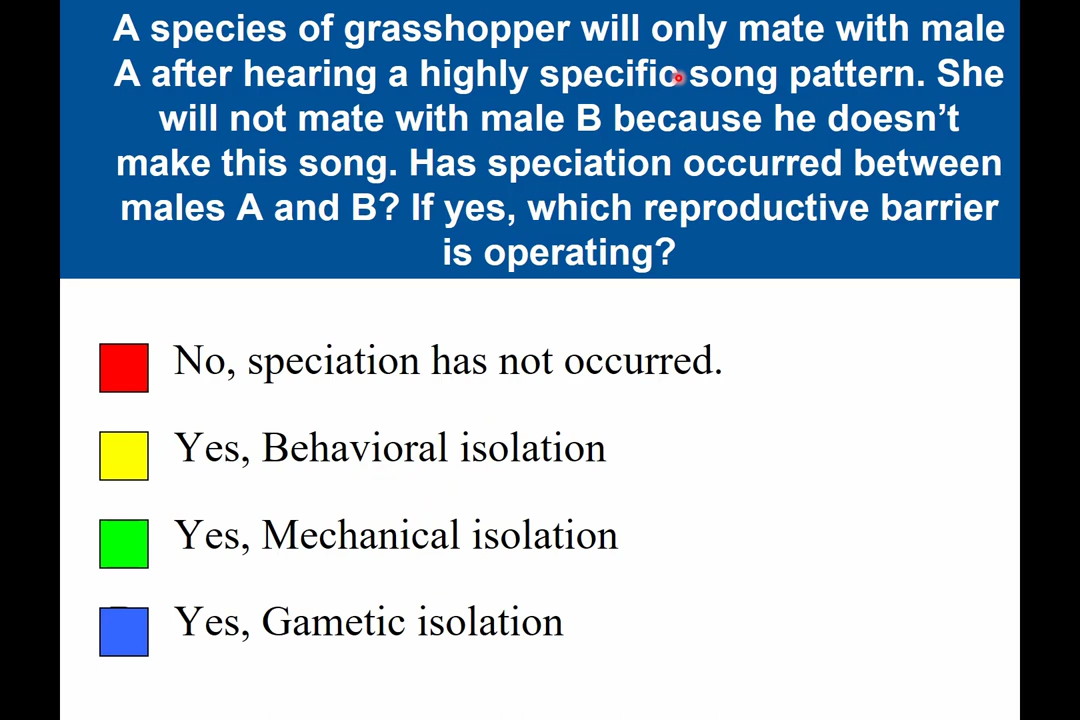 A species of grasshopper will only mate with male
A after hearing a highly specific song pattern. She
will not mate with male B because he doesn’t
make this song. Has speciation occurred between
males A and B? If yes, which reproductive barrier
is operating?
No, speciation has not occurred.
Yes, Behavioral isolation
Yes, Mechanical isolation
Yes, Gametic isolation